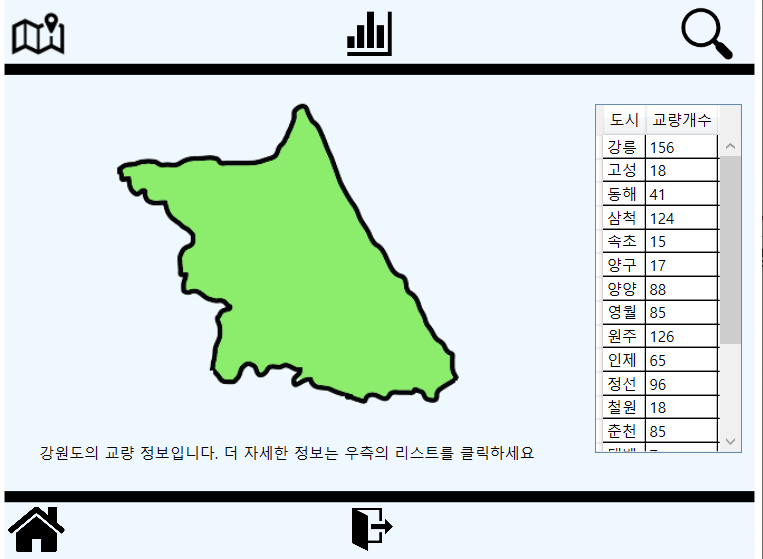 도시 교량개수
강릉 156
고성 18
동해 41
삼척 124
속초 15
양구 17
양양 88
영월 85
원주 126
인제 65
정선 96
철원 18
춘천 85
강원도의 교량 정보입니다. 더 자세한 정보는 우측의 리스트를 클릭하세요